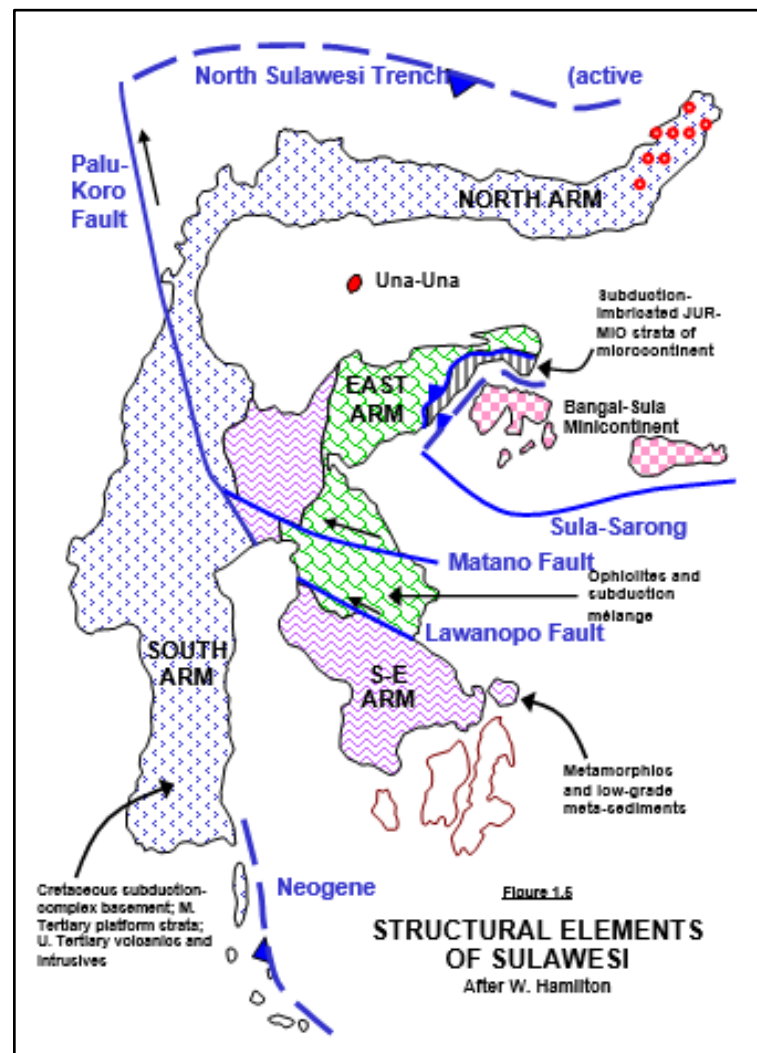 North Sulawesi Trench (active
Palu-
Koro
Fault
NORTH ARM
Una-Una
Subduction-
imbricated JUR-
MIO strata of
microcontinent
EAST
ARM
Bangal-Sula
Minicontinent
Sula-Sarong
Matano Fault
Ophiolites and
subduction
mélange
Lawanopo Fault
SOUTH
ARM
S-E
ARM
Metamorphics
and low-grade
meta-sediments
Neogene
Cretaceous subduction-
complex basement; M.
Tertiary platform strata;
U. Tertiary volcanics and
intrusives
Figure 1.5
STRUCTURAL ELEMENTS
OF SULAWESI
After W. Hamilton